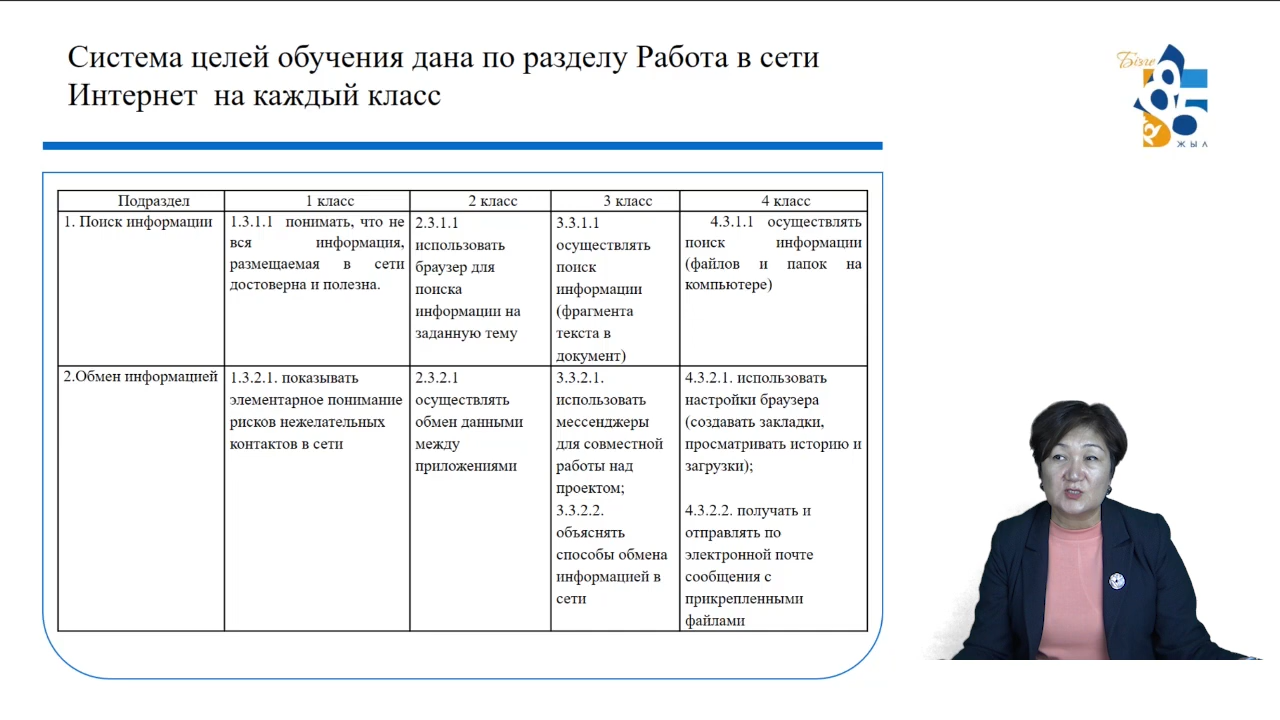 Система целей обучения дана по разделу Работа в сети
Интернет на каждый класс
Бізге
85
ЖЫЛ
Подраздел
1 класс
2 класс
3 класс
4 класс
1. Поиск информации
1.3.1.1 понимать, что не
вся информация,
размещаемая в сети
достоверна и полезна.
2.3.1.1
использовать
браузер для
поиска
информации на
заданную тему
3.3.1.1
осуществлять
поиск
информации
(фрагмента
текста в
документ)
4.3.1.1 осуществлять
поиск информации
(файлов и папок на
компьютере)
2.Обмен информацией
1.3.2.1. показывать
элементарное понимание
рисков нежелательных
контактов в сети
2.3.2.1
осуществлять
обмен данными
между
приложениями
3.3.2.1.
использовать
мессенджеры
для совместной
работы над
проектом;
3.3.2.2.
объяснять
способы обмена
информацией в
сети
4.3.2.1. использовать
настройки браузера
(создавать закладки,
просматривать историю и
загрузки);
4.3.2.2. получать и
отправлять по
электронной почте
сообщения с
прикрепленными
файлами